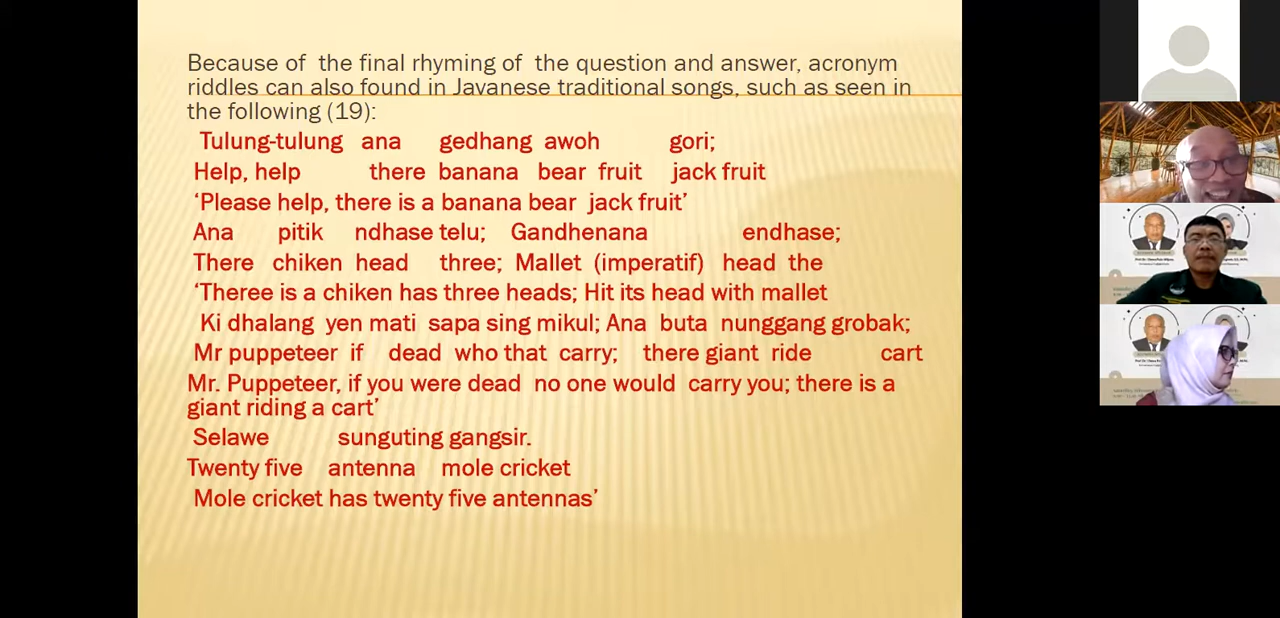 Because of the final rhyming of the question and answer, acronym
riddles can also found in Javanese traditional songs, such as seen in
the following (19):
Tulung-tulung ana gedhang awoh gori;
Help, help there banana bear fruit jack fruit
‘Please help, there is a banana bear jack fruit’
Ana pitik ndhase telu; Gandhenana endhase;
There chiken head three; Mallet (imperatif) head the
‘Theree is a chiken has three heads; Hit its head with mallet
Ki dhalang yen mati sapa sing mikul; Ana buta nunggang grobak;
Mr puppeteer if dead who that carry; there giant ride cart
Mr. Puppeteer, if you were dead no one would carry you; there is a
giant riding a cart’
Selawe sunguting gangsir.
Twenty five antenna mole cricket
Mole cricket has twenty five antennas’